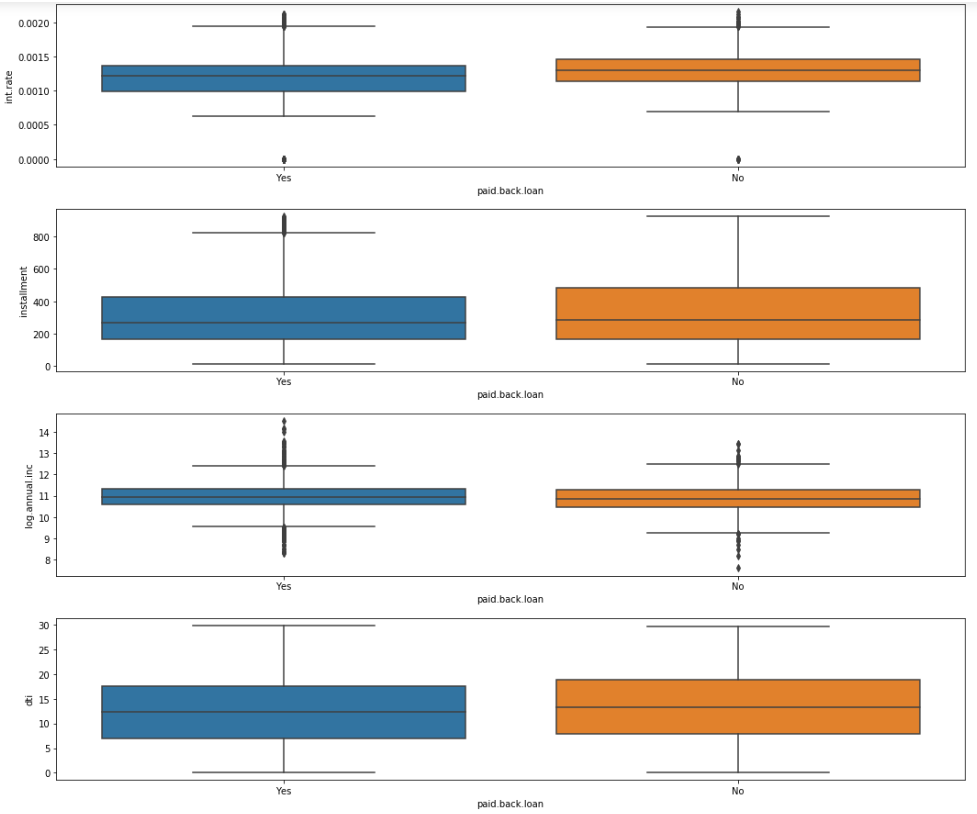 0.0020
0.0015
0.0010
0.0005
0.0000
int.rate
Yes No
paid.back.loan
800
600
400
200
0
installment
Yes No
paid.back.loan
14
13
12
11
10
9
8
log.annual.inc
Yes No
paid.back.loan
30
25
20
15
10
5
0
dti
Yes No
paid.back.loan